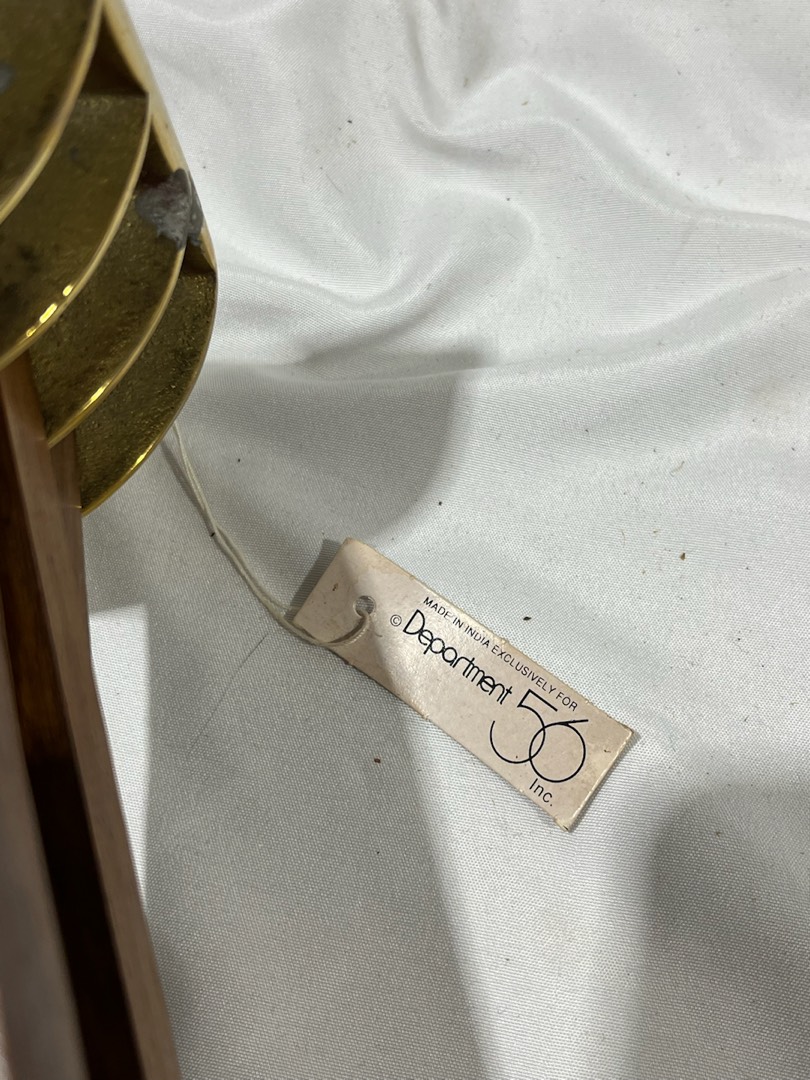 MADE IN INDIA EXCLUSIVELY FOR
© Department 56
Inc.